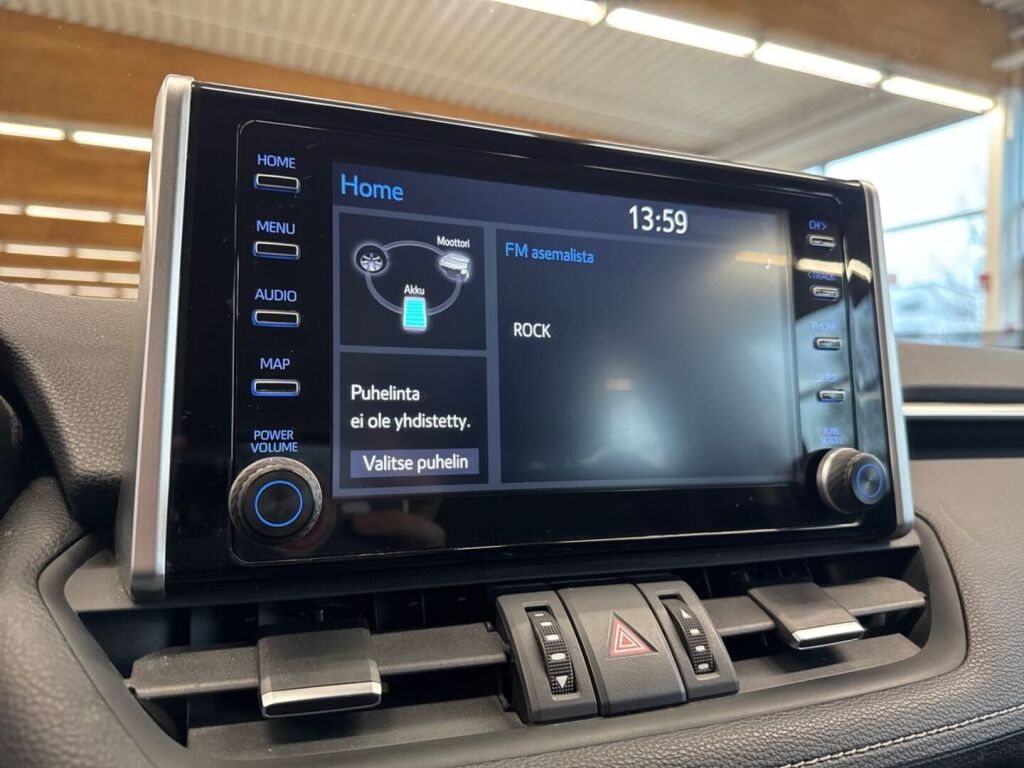 HOME
MENU
AUDIO
MAP
POWER
VOLUME
Home
13:59
Moottori
Akku
Puhelinta
ei ole yhdistetty.
Valitse puhelin
FM asemalista
ROCK
CH >
< TRACK
PHONE
SETUP
TUNE
SCROLL